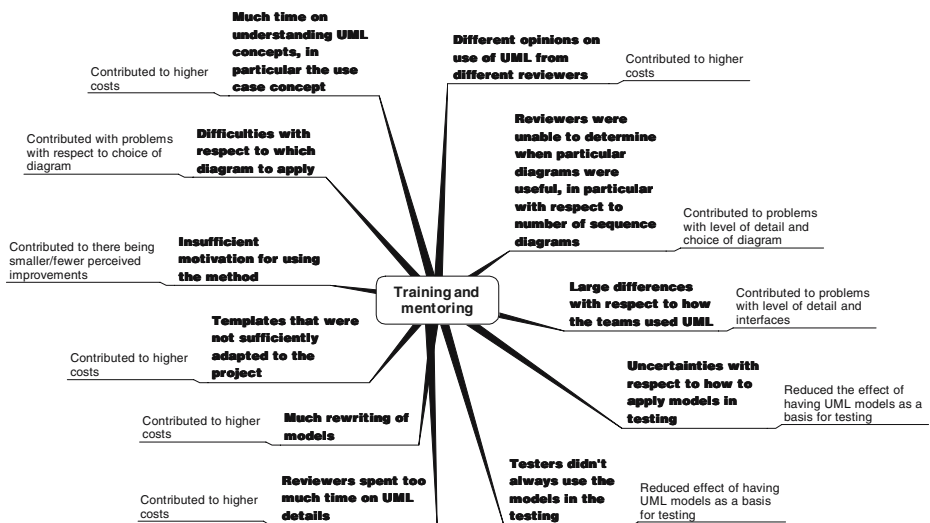 Much time on
understanding UML
concepts, in
particular the use
case concept
Contributed to higher
costs
Difficulties with
respect to which
diagram to apply
Contributed with problems
with respect to choice of
diagram
Insufficient
motivation for using
the method
Contributed to there being
smaller/fewer perceived
improvements
Templates that were
not sufficiently
adapted to the
project
Contributed to higher
costs
Much rewriting of
models
Contributed to higher
costs
Reviewers spent too
much time on UML
details
Contributed to higher
costs
Training and
mentoring
Different opinions on
use of UML from
different reviewers
Contributed to higher
costs
Reviewers were
unable to determine
when particular
diagrams were
useful, in particular
with respect to
number of sequence
diagrams
Contributed to problems
with level of detail and
choice of diagram
Large differences
with respect to how
the teams used UML
Contributed to problems
with level of detail and
interfaces
Uncertainties with
respect to how to
apply models in
testing
Reduced the effect of
having UML models as a
basis for testing
Testers didn't
always use the
models in the
testing
Reduced effect of having
UML models as a basis
for testing